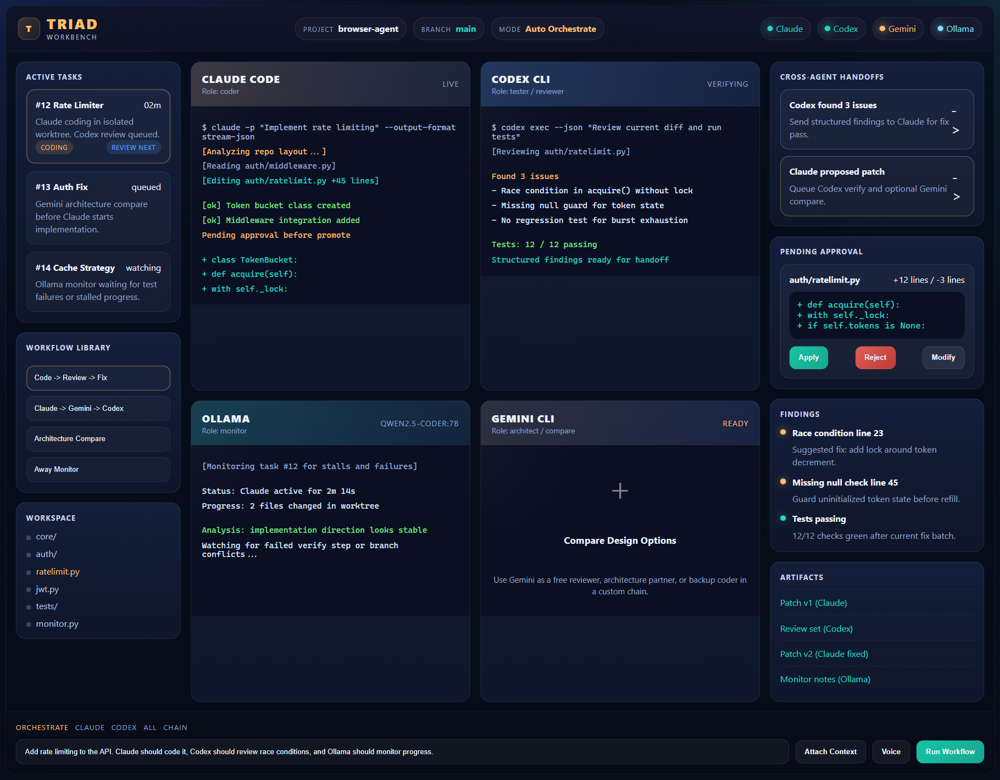 T
TRIAD
WORKBENCH
PROJECT browser-agent
BRANCH main
MODE Auto Orchestrate
Claude
Codex
Gemini
Ollama
ACTIVE TASKS
#12 Rate Limiter 02m
Claude coding in isolated
worktree. Codex review queued.
CODING REVIEW NEXT
#13 Auth Fix queued
Gemini architecture compare
before Claude starts
implementation.
#14 Cache Strategy watching
Ollama monitor waiting for test
failures or stalled progress.
WORKFLOW LIBRARY
Code -> Review -> Fix
Claude -> Gemini -> Codex
Architecture Compare
Away Monitor
WORKSPACE
core/
auth/
ratelimit.py
jwt.py
tests/
monitor.py
CLAUDE CODE
Role: coder
LIVE
$ claude -p "Implement rate limiting" --output-format
stream-json
[Analyzing repo layout...]
[Reading auth/middleware.py]
[Editing auth/ratelimit.py +45 lines]
[ok] Token bucket class created
[ok] Middleware integration added
Pending approval before promote
+ class TokenBucket:
+ def acquire(self):
+ with self._lock:
CODEX CLI
Role: tester / reviewer
VERIFYING
$ codex exec --json "Review current diff and run
tests"
[Reviewing auth/ratelimit.py]
Found 3 issues
- Race condition in acquire() without lock
- Missing null guard for token state
- No regression test for burst exhaustion
Tests: 12 / 12 passing
Structured findings ready for handoff
OLLAMA
Role: monitor
QWEN2.5-CODER:7B
[Monitoring task #12 for stalls and failures]
Status: Claude active for 2m 14s
Progress: 2 files changed in worktree
Analysis: implementation direction looks stable
Watching for failed verify step or branch
conflicts...
GEMINI CLI
Role: architect / compare
READY
+
Compare Design Options
Use Gemini as a free reviewer, architecture partner, or backup coder in
a custom chain.
CROSS-AGENT HANDOFFS
Codex found 3 issues
Send structured findings to Claude for fix
pass.
-
>
Claude proposed patch
Queue Codex verify and optional Gemini
compare.
-
>
PENDING APPROVAL
auth/ratelimit.py +12 lines / -3 lines
+ def acquire(self):
+ with self._lock:
+ if self.tokens is None:
Apply Reject Modify
FINDINGS
Race condition line 23
Suggested fix: add lock around token
decrement.
Missing null check line 45
Guard uninitialized token state before refill.
Tests passing
12/12 checks green after current fix batch.
ARTIFACTS
Patch v1 (Claude)
Review set (Codex)
Patch v2 (Claude fixed)
Monitor notes (Ollama)
ORCHESTRATE CLAUDE CODEX ALL CHAIN
Add rate limiting to the API. Claude should code it, Codex should review race conditions, and Ollama should monitor progress.
Attach Context
Voice
Run Workflow